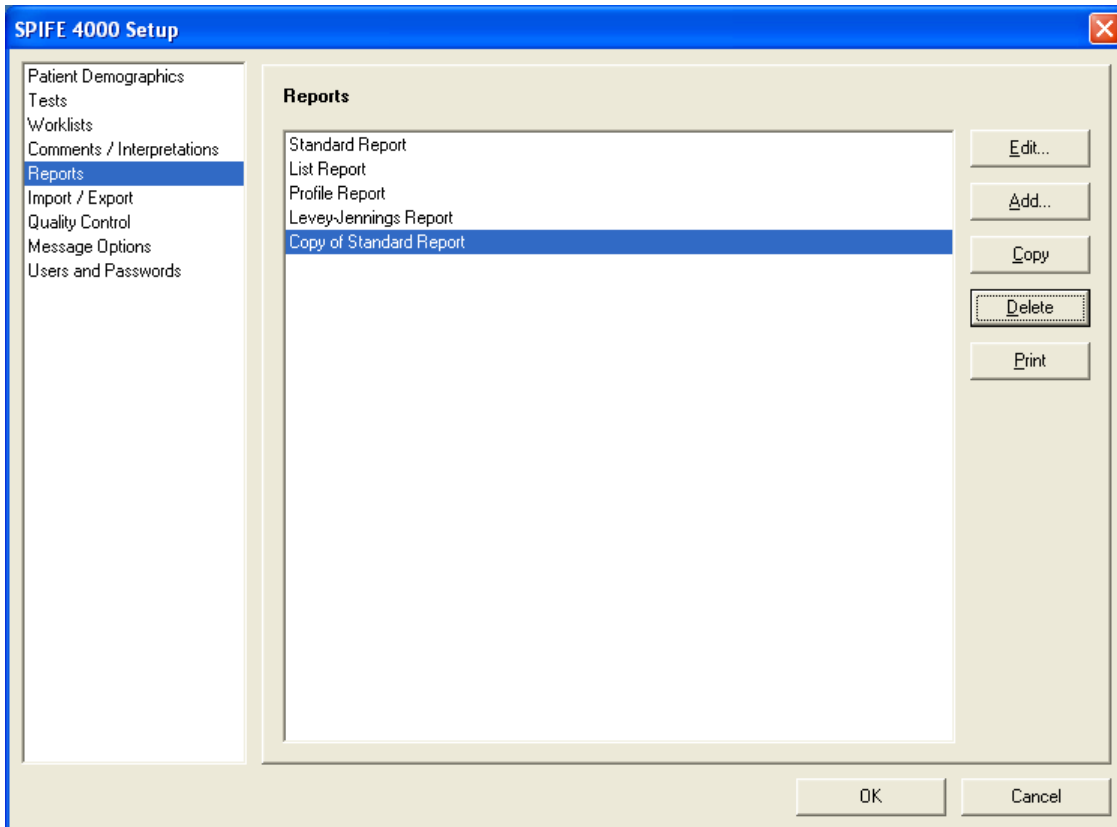 SPIFE 4000 Setup
Patient Demographics
Tests
Worklists
Comments / Interpretations
Reports
Import / Export
Quality Control
Message Options
Users and Passwords
Reports
Standard Report
List Report
Profile Report
Levey-Jennings Report
Copy of Standard Report
Edit...
Add...
Copy
Delete
Print
OK
Cancel